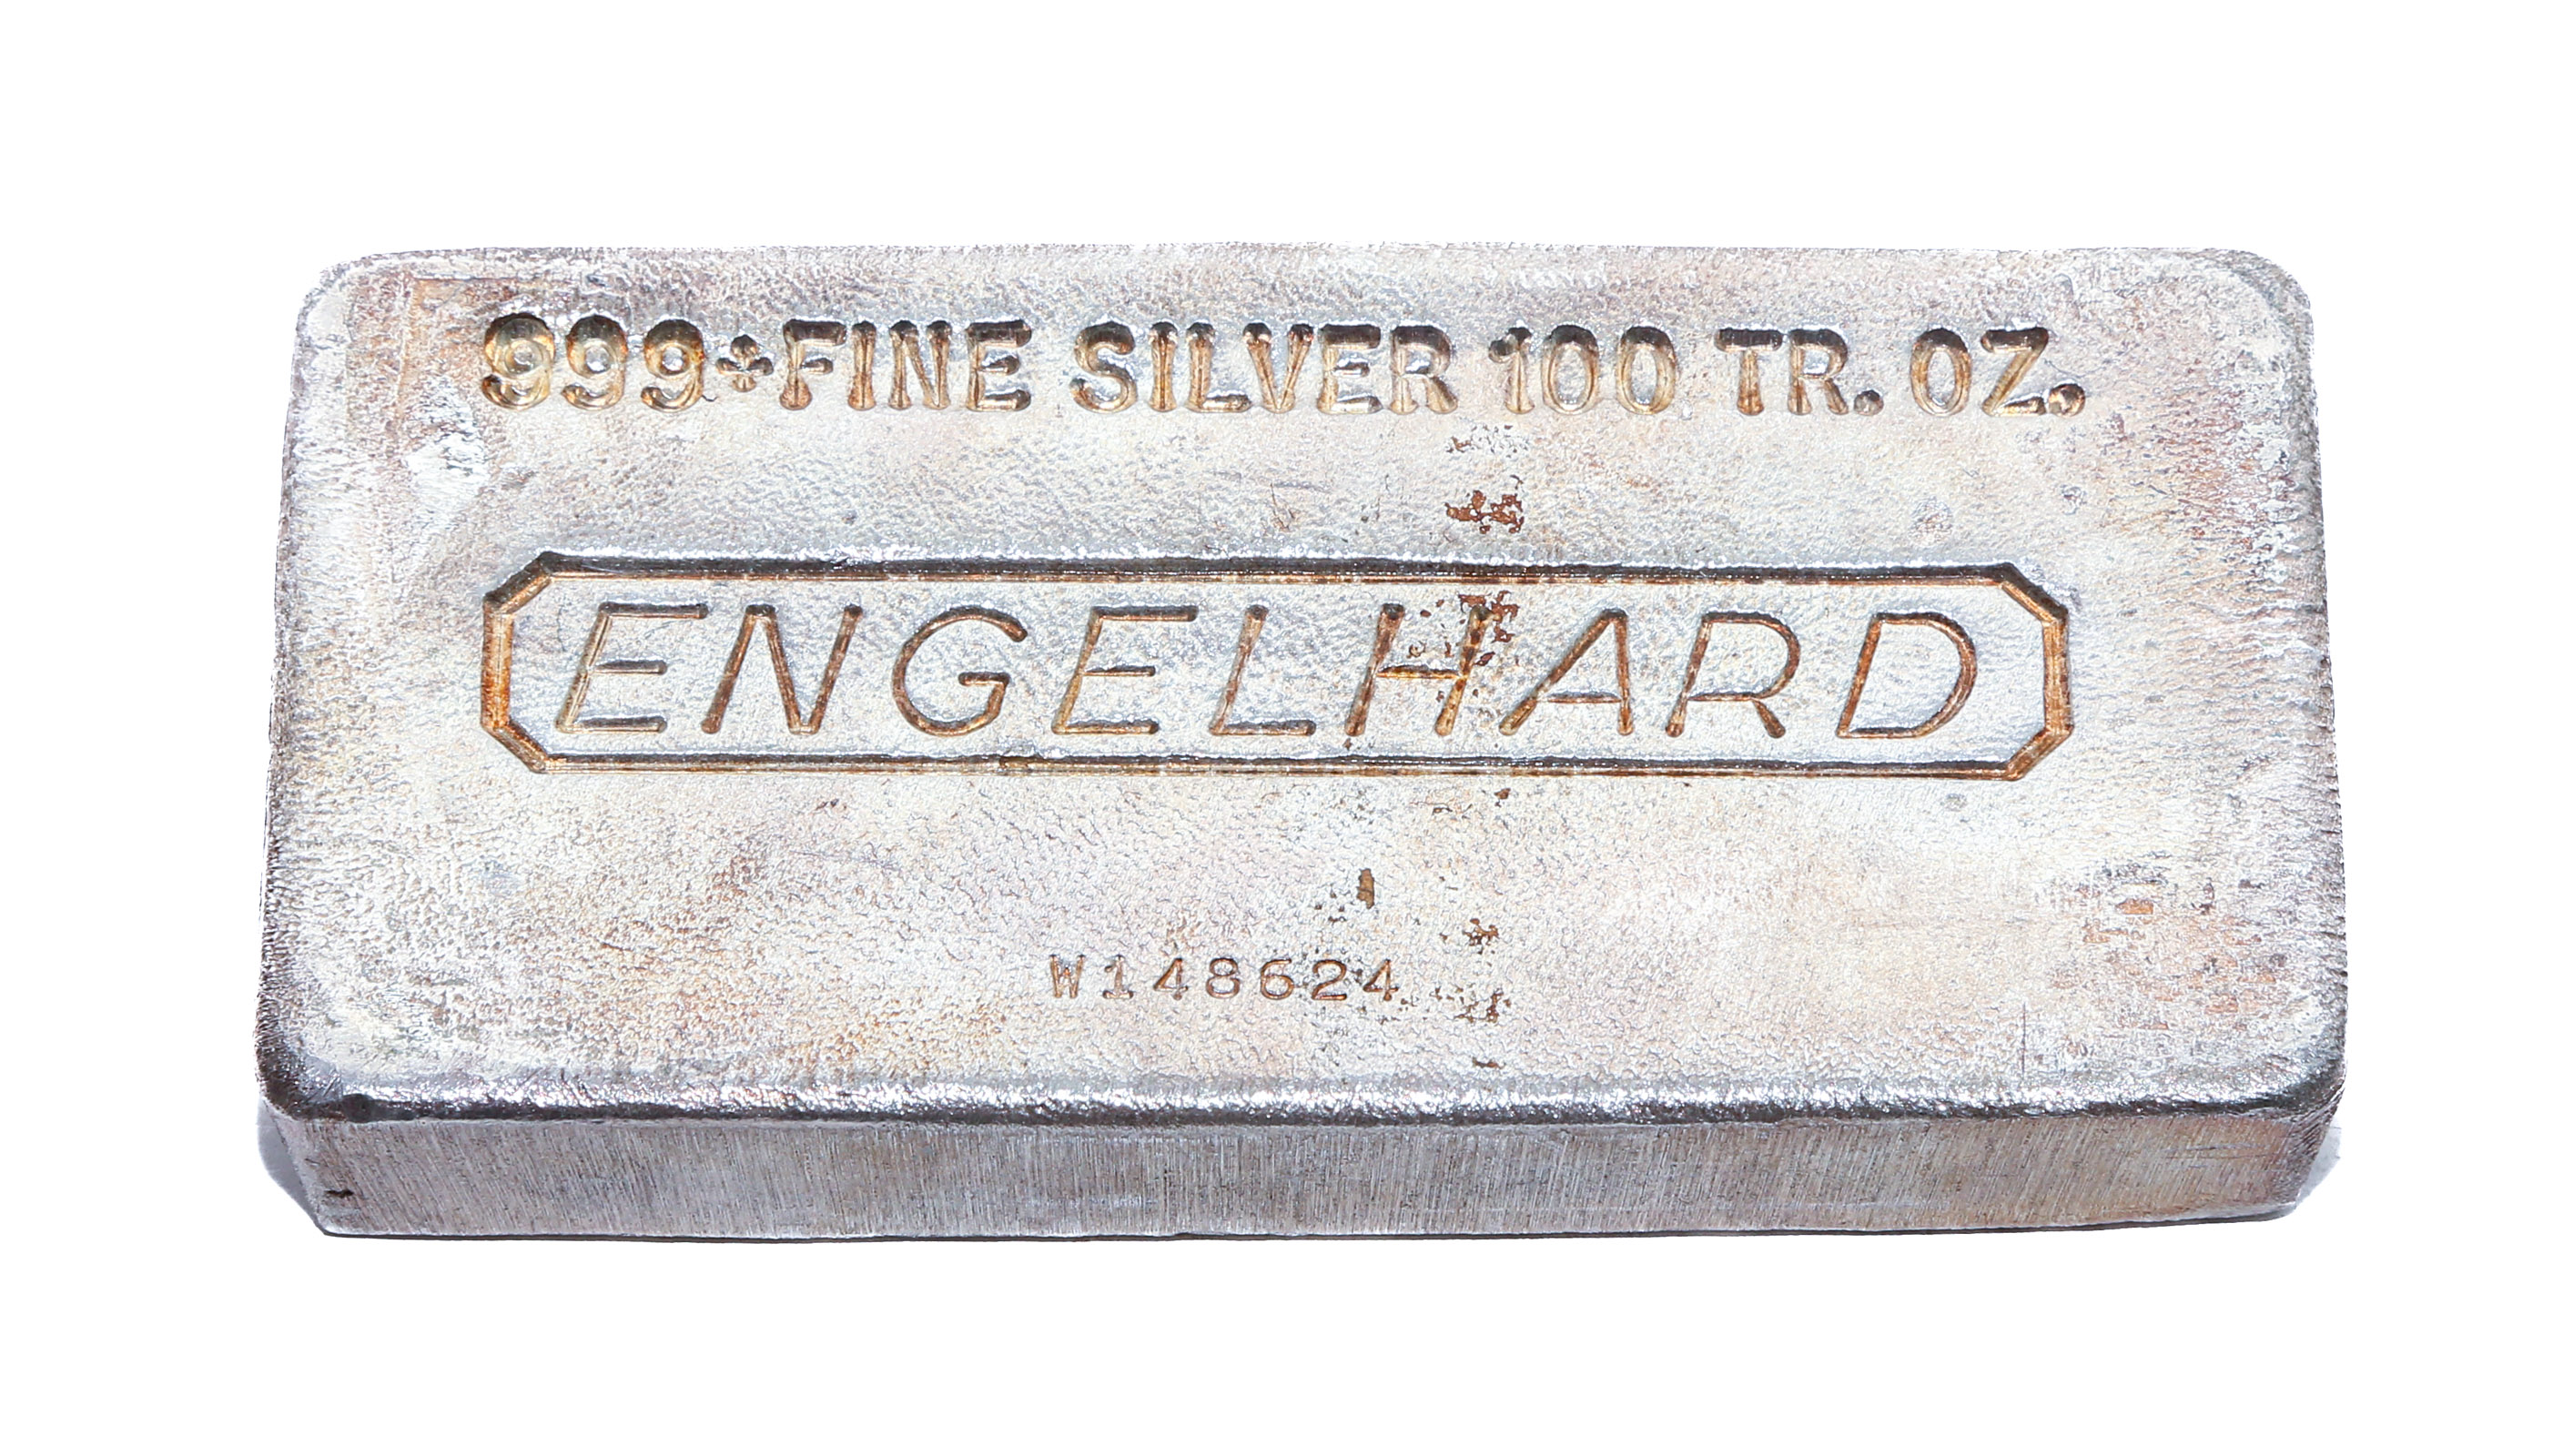 999+FINE SILVER 100 TR. OZ.
ENGELHARD
W148624